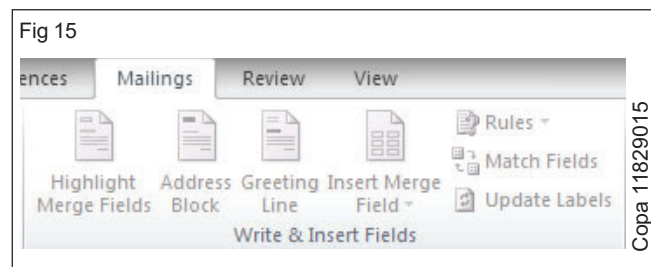 Fig 15
ences Mailings Review View
Highlight Merge Fields
Address Block
Greeting Line
Insert Merge Field
Rules
Match Fields
Update Labels
Write & Insert Fields
Copa 11829015